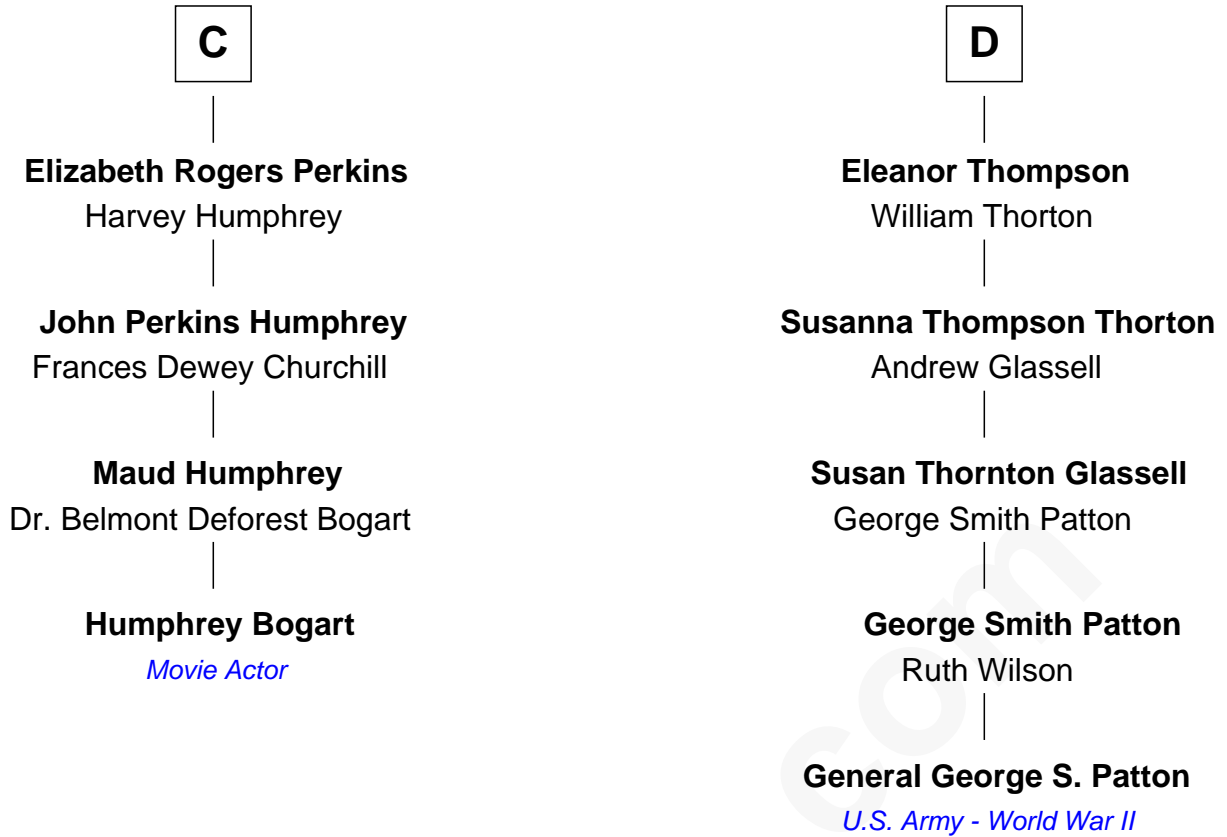 C
Elizabeth Rogers Perkins
Harvey Humphrey
John Perkins Humphrey
Frances Dewey Churchill
Maud Humphrey
Dr. Belmont Deforest Bogart
Humphrey Bogart
Movie Actor
D
Eleanor Thompson
William Thorton
Susanna Thompson Thorton
Andrew Glassell
Susan Thornton Glassell
George Smith Patton
George Smith Patton
Ruth Wilson
General George S. Patton
U.S. Army - World War II
com